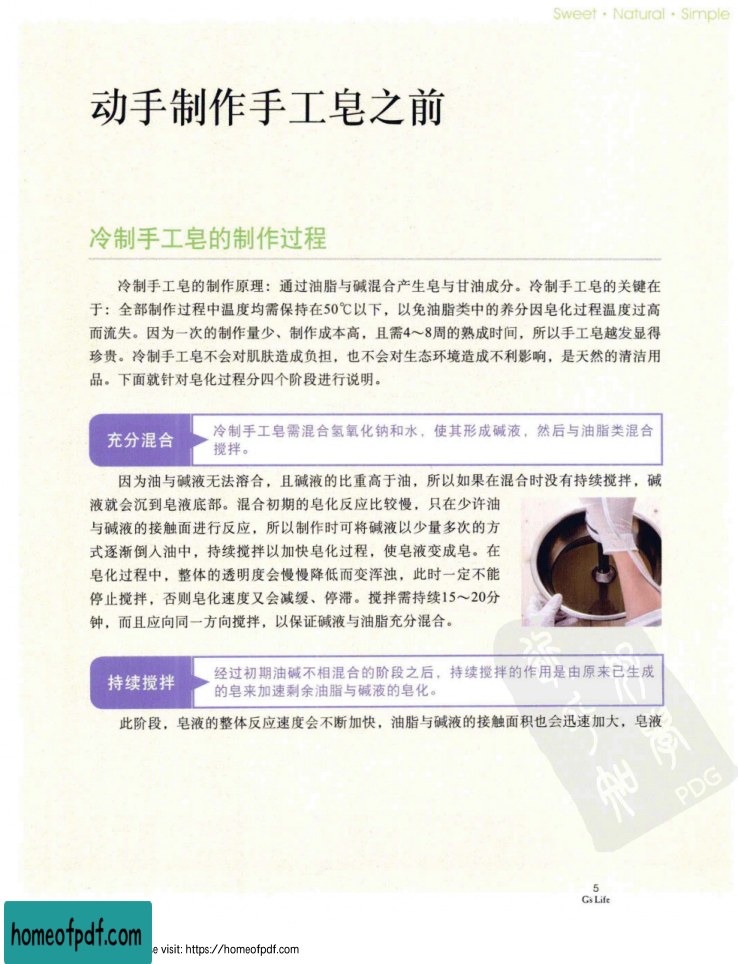 Sweet · Natural · Simple
动手制作手工皂之前
冷制手工皂的制作过程
冷制手工皂的制作原理：通过油脂与碱混合产生皂与甘油成分。冷制手工皂的关键在
于：全部制作过程中温度均需保持在50℃以下，以免油脂类中的养分因皂化过程温度过高
而流失。因为一次的制作量少、制作成本高，且需4～8周的熟成时间，所以手工皂越发显得
珍贵。冷制手工皂不会对肌肤造成负担，也不会对生态环境造成不利影响，是天然的清洁用
品。下面就针对皂化过程分四个阶段进行说明。
充分混合
冷制手工皂需混合氢氧化钠和水，使其形成碱液，然后与油脂类混合
搅拌。
因为油与碱液无法溶合，且碱液的比重高于油，所以如果在混合时没有持续搅拌，碱
液就会沉到皂液底部。混合初期的皂化反应比较慢，只在少许油
与碱液的接触面进行反应，所以制作时可将碱液以少量多次的方
式逐渐倒入油中，持续搅拌以加快皂化过程，使皂液变成皂。在
皂化过程中，整体的透明度会慢慢降低而变浑浊，此时一定不能
停止搅拌，否则皂化速度又会减缓、停滞。搅拌需持续15～20分
钟，而且应向同一方向搅拌，以保证碱液与油脂充分混合。
持续搅拌
经过初期油碱不相混合的阶段之后，持续搅拌的作用是由原来已生成
的皂来加速剩余油脂与碱液的皂化。
此阶段，皂液的整体反应速度会不断加快，油脂与碱液的接触面积也会迅速加大，皂液
PDG
5
G's Life
homeofpdf.com
e visit: https://homeofpdf.com